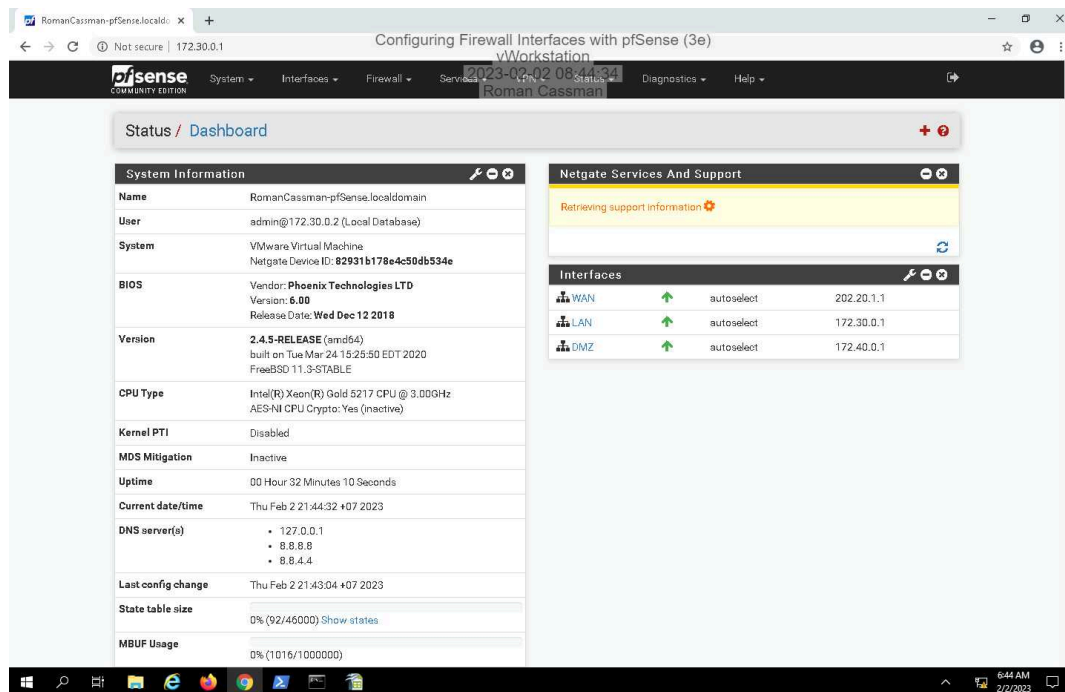 RomanCassman-pfSense.localdo
Not secure | 172.30.0.1
Configuring Firewall Interfaces with pfSense (3e)
vWorkstation
2023-02-02 08:44:34
Roman Cassman
pfsense
COMMUNITY EDITION
System
Interfaces
Firewall
Services
VPN
Status
Diagnostics
Help
Status / Dashboard
System Information
Name RomanCassman-pfSense.localdomain
User admin@172.30.0.2 (Local Database)
System VMware Virtual Machine
Netgate Device ID: 82931b178e4c50db534e
BIOS Vendor: Phoenix Technologies LTD
Version: 6.00
Release Date: Wed Dec 12 2018
Version 2.4.5-RELEASE (amd64)
built on Tue Mar 24 15:25:50 EDT 2020
FreeBSD 11.3-STABLE
CPU Type Intel(R) Xeon(R) Gold 5217 CPU @ 3.00GHz
AES-NI CPU Crypto: Yes (inactive)
Kernel PTI Disabled
MDS Mitigation Inactive
Uptime 00 Hour 32 Minutes 10 Seconds
Current date/time Thu Feb 2 21:44:32 +07 2023
DNS server(s) • 127.0.0.1
• 8.8.8.8
• 8.8.4.4
Last config change Thu Feb 2 21:43:04 +07 2023
State table size
0% (92/46000) Show states
MBUF Usage
0% (1016/1000000)
Netgate Services And Support
Retrieving support information
Interfaces
WAN autoselect 202.20.1.1
LAN autoselect 172.30.0.1
DMZ autoselect 172.40.0.1
6:44 AM
2/2/2023